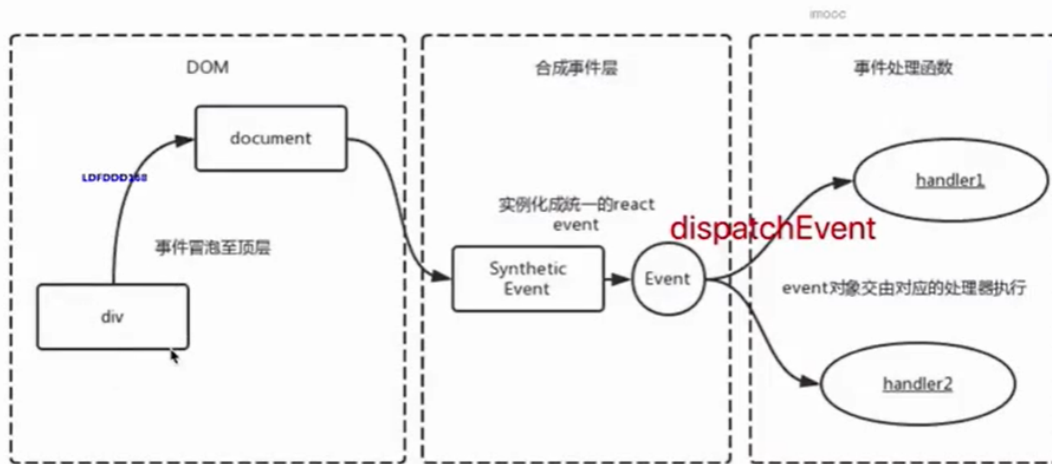 imooc
DOM
合成事件层
事件处理函数
document
LDFDDD168
handler1
实例化成统一的react
event
dispatchEvent
事件冒泡至顶层
Synthetic
Event
Event
event对象交由对应的处理器执行
div
handler2